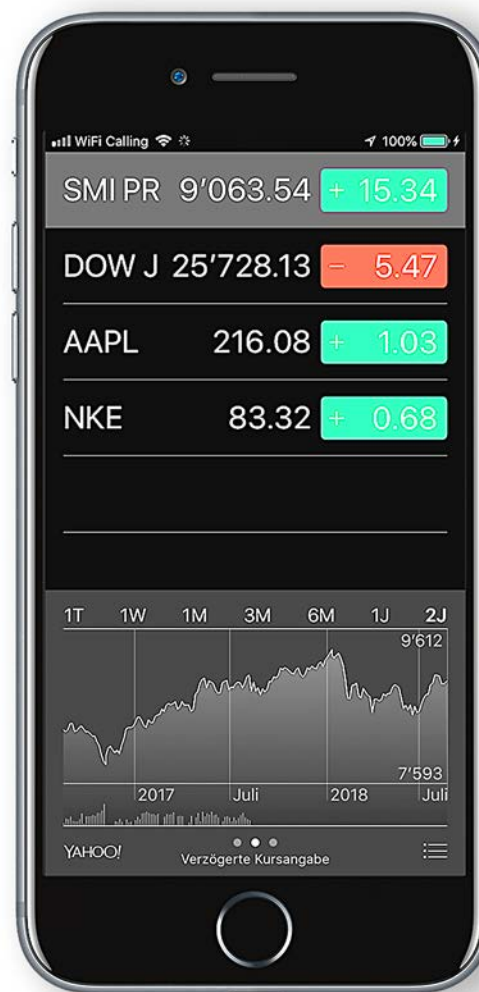 WiFi Calling 100%
SMI PR 9’063.54 + 15.34
DOW J 25’728.13 − 5.47
AAPL 216.08 + 1.03
NKE 83.32 + 0.68
1T 1W 1M 3M 6M 1J 2J
9’612
7’593
2017 Juli 2018 Juli
YAHOO!
Verzögerte Kursangabe